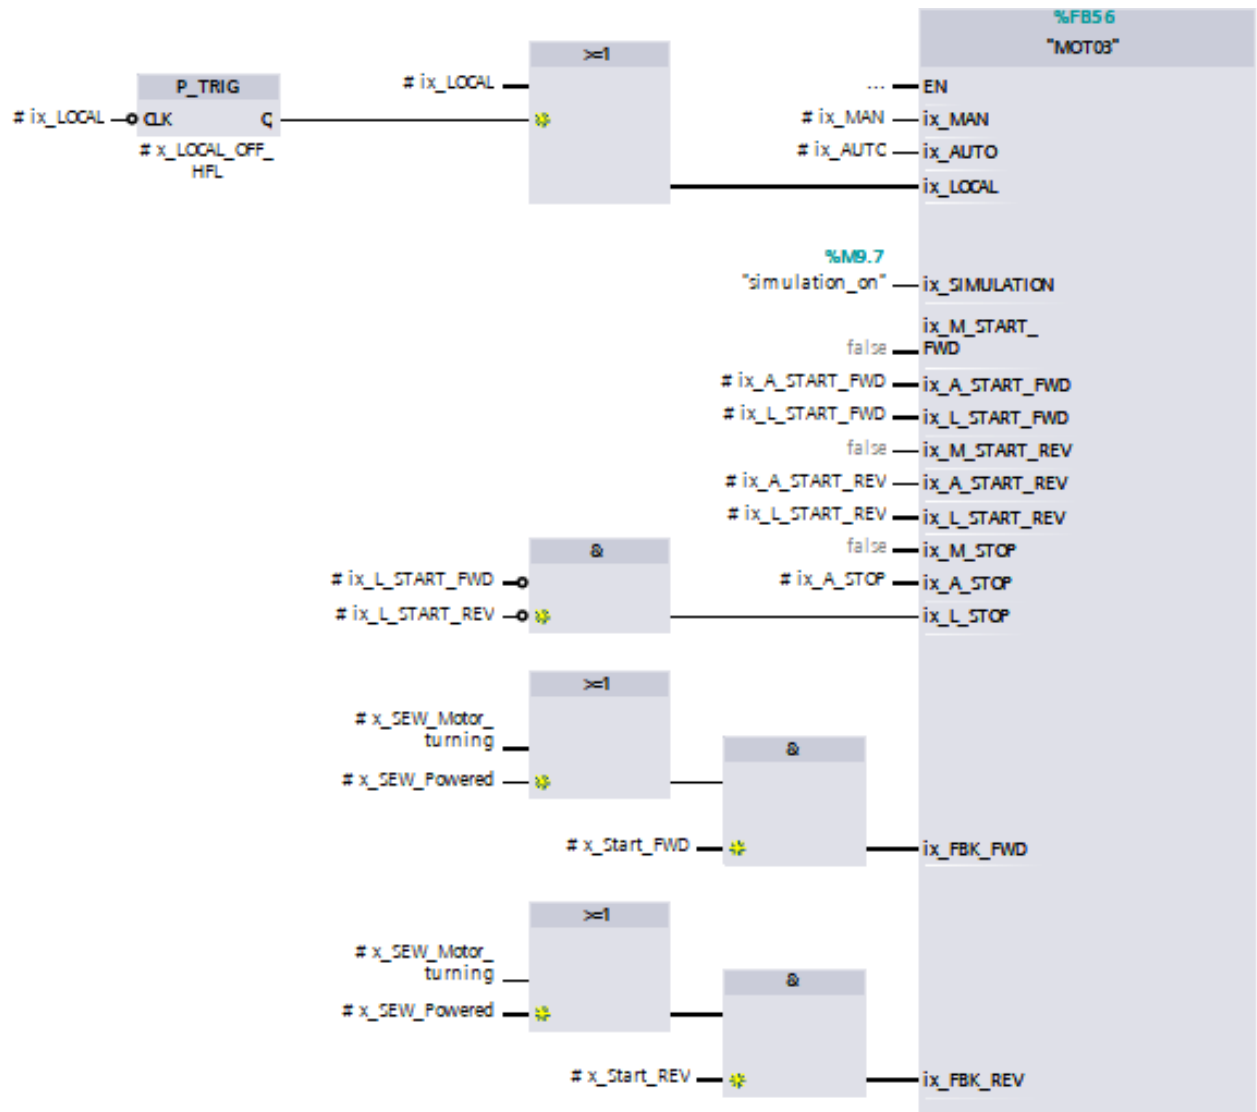 %FB56
"MOT03"
>=1
P_TRIG
# ix_LOCAL
... EN
# ix_LOCAL CLK Q
# ix_MAN ix_MAN
# x_LOCAL_OFF_
HFL
# ix_AUTO ix_AUTO
ix_LOCAL
%M9.7
"simulation_on" ix_SIMULATION
ix_M_START_
false FWD
# ix_A_START_FWD ix_A_START_FWD
# ix_L_START_FWD ix_L_START_FWD
false ix_M_START_REV
# ix_A_START_REV ix_A_START_REV
# ix_L_START_REV ix_L_START_REV
& false ix_M_STOP
# ix_L_START_FWD # ix_A_STOP ix_A_STOP
# ix_L_START_REV ix_L_STOP
>=1
# x_SEW_Motor_
turning
&
# x_SEW_Powered
# x_Start_FWD ix_FBK_FWD
>=1
# x_SEW_Motor_
turning
&
# x_SEW_Powered
# x_Start_REV ix_FBK_REV